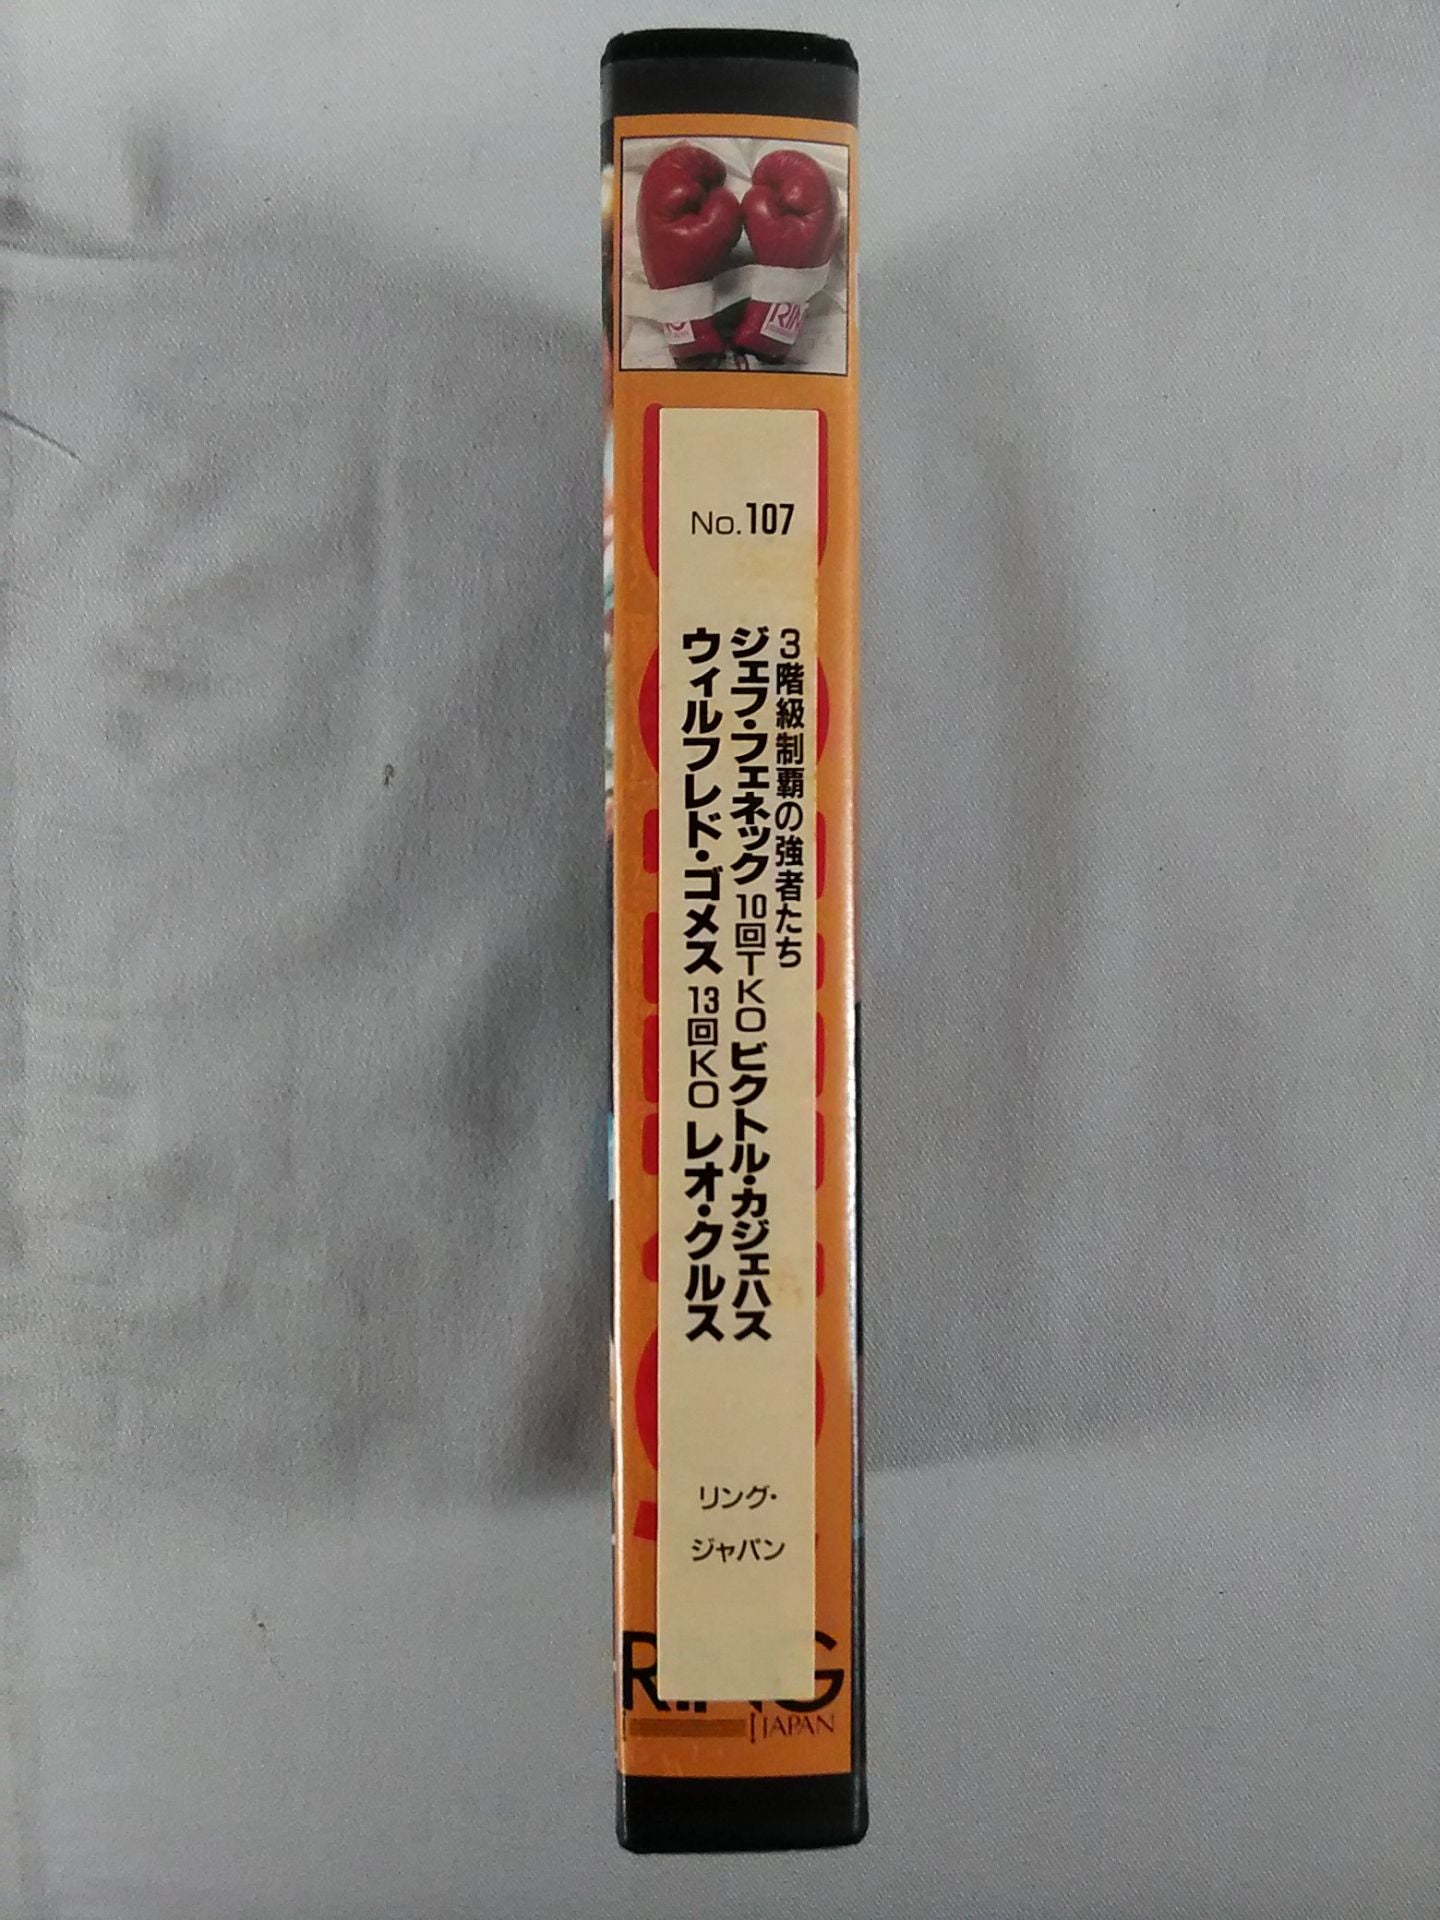 RIN
No.107
3階級制覇の強者たち
ジェフ・フェネック 10回TKO ビクトル・カジェハス
ウィルフレド・ゴメス 13回KO レオ・クルス
リング・
ジャパン
RING
JAPAN